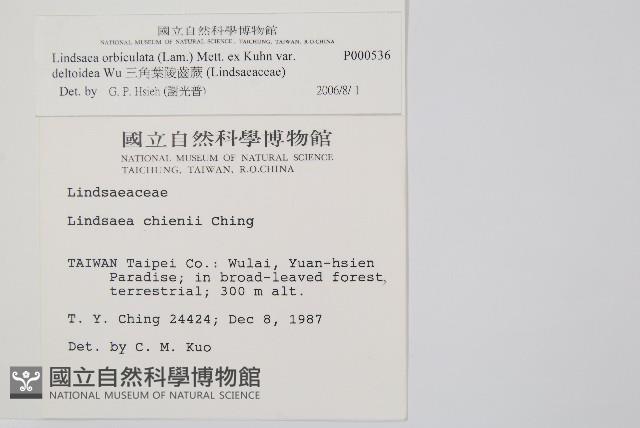 國立自然科學博物館
NATIONAL MUSEUM OF NATURAL SCIENCE, TAICHUNG, TAIWAN, R.O.CHINA
Lindsaea orbiculata (Lam.) Mett. ex Kuhn var. P000536
deltoidea Wu 三角葉陵齒蕨 (Lindsaeaceae)
Det. by G. P. Hsieh (謝光普) 2006/8/1
國立自然科學博物館
NATIONAL MUSEUM OF NATURAL SCIENCE
TAICHUNG, TAIWAN, R.O.CHINA
Lindsaeaceae
Lindsaea chienii Ching
TAIWAN Taipei Co.: Wulai, Yuan-hsien
Paradise; in broad-leaved forest,
terrestrial; 300 m alt.
T. Y. Ching 24424; Dec 8, 1987
Det. by C. M. Kuo
國立自然科學博物館
NATIONAL MUSEUM OF NATURAL SCIENCE